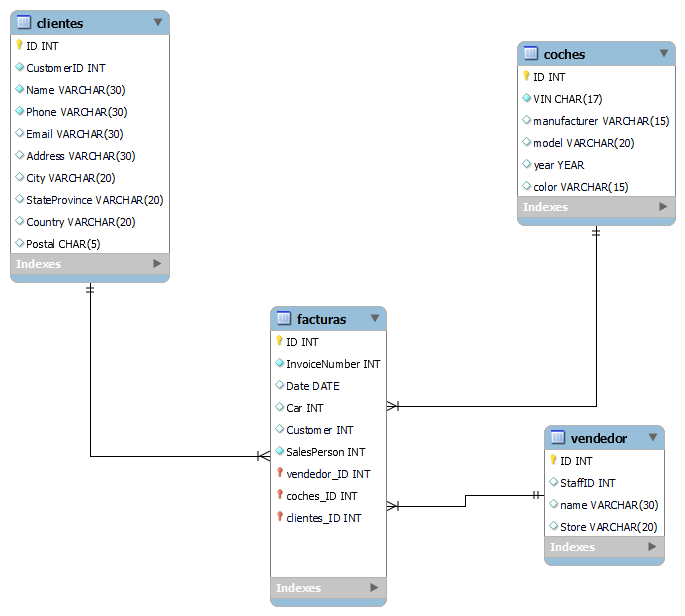 clientes
ID INT
CustomerID INT
Name VARCHAR(30)
Phone VARCHAR(30)
Email VARCHAR(30)
Address VARCHAR(30)
City VARCHAR(20)
StateProvince VARCHAR(20)
Country VARCHAR(20)
Postal CHAR(5)
Indexes
coches
ID INT
VIN CHAR(17)
manufacturer VARCHAR(15)
model VARCHAR(20)
year YEAR
color VARCHAR(15)
Indexes
facturas
ID INT
InvoiceNumber INT
Date DATE
Car INT
Customer INT
SalesPerson INT
vendedor_ID INT
coches_ID INT
clientes_ID INT
Indexes
vendedor
ID INT
StaffID INT
name VARCHAR(30)
Store VARCHAR(20)
Indexes